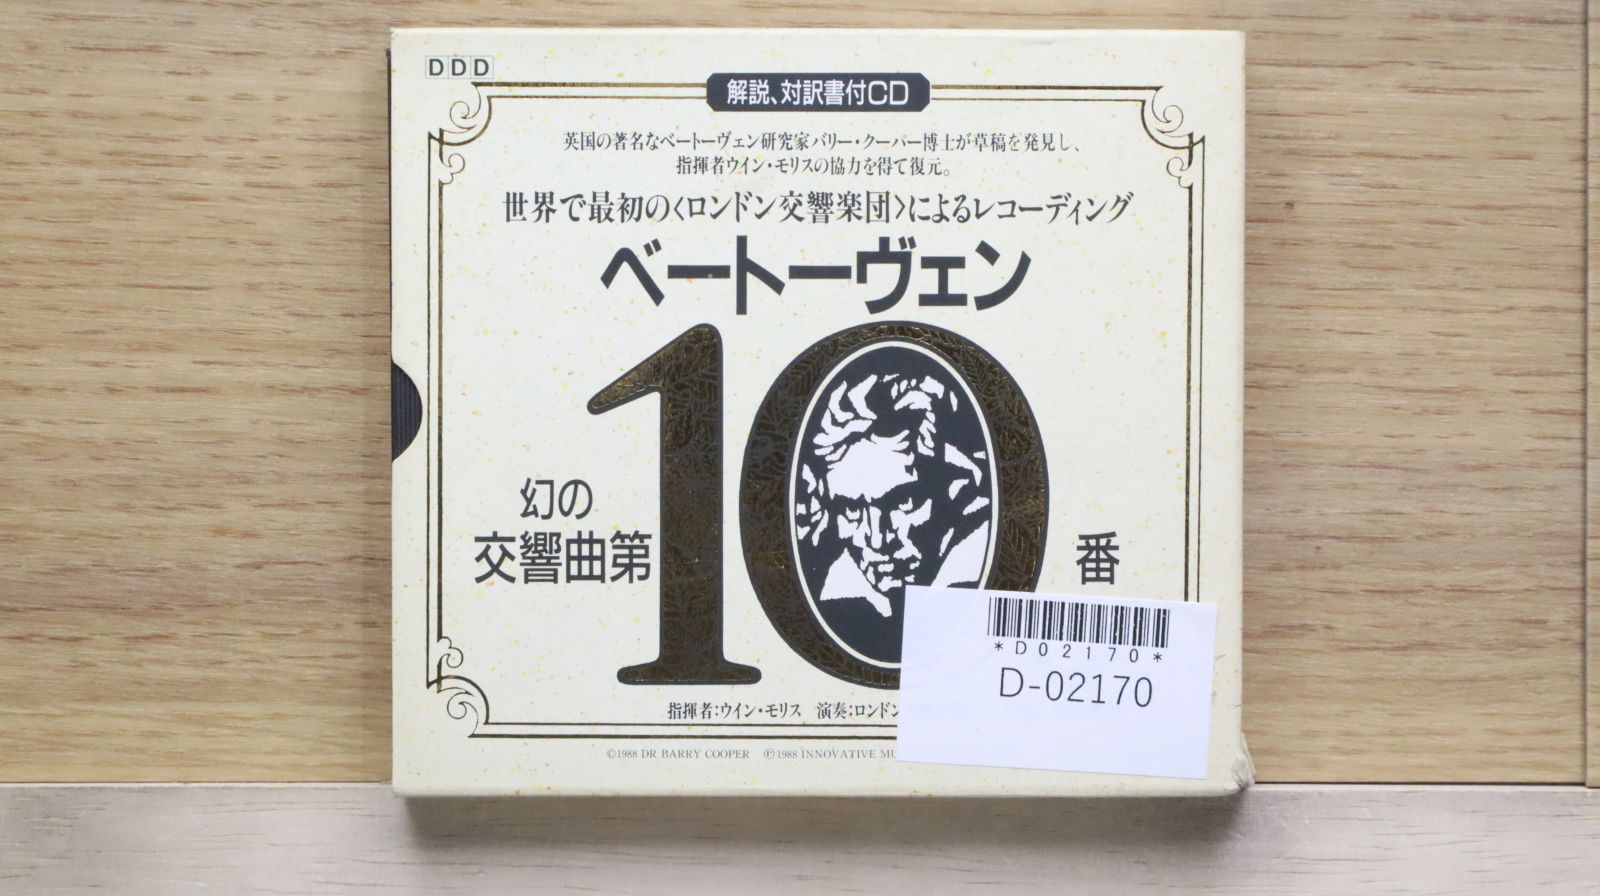 DDD
解説、対訳書付CD
英国の著名なベートーヴェン研究家バリー・クーパー博士が草稿を発見し、
指揮者ウイン・モリスの協力を得て復元。
世界で最初の〈ロンドン交響楽団〉によるレコーディング
ベートーヴェン
幻の
交響曲第10番
*D02170*
D-02170
指揮者;ウイン・モリス 演奏;ロンドン
©1988 DR BARRY COOPER ℗1988 INNOVATIVE